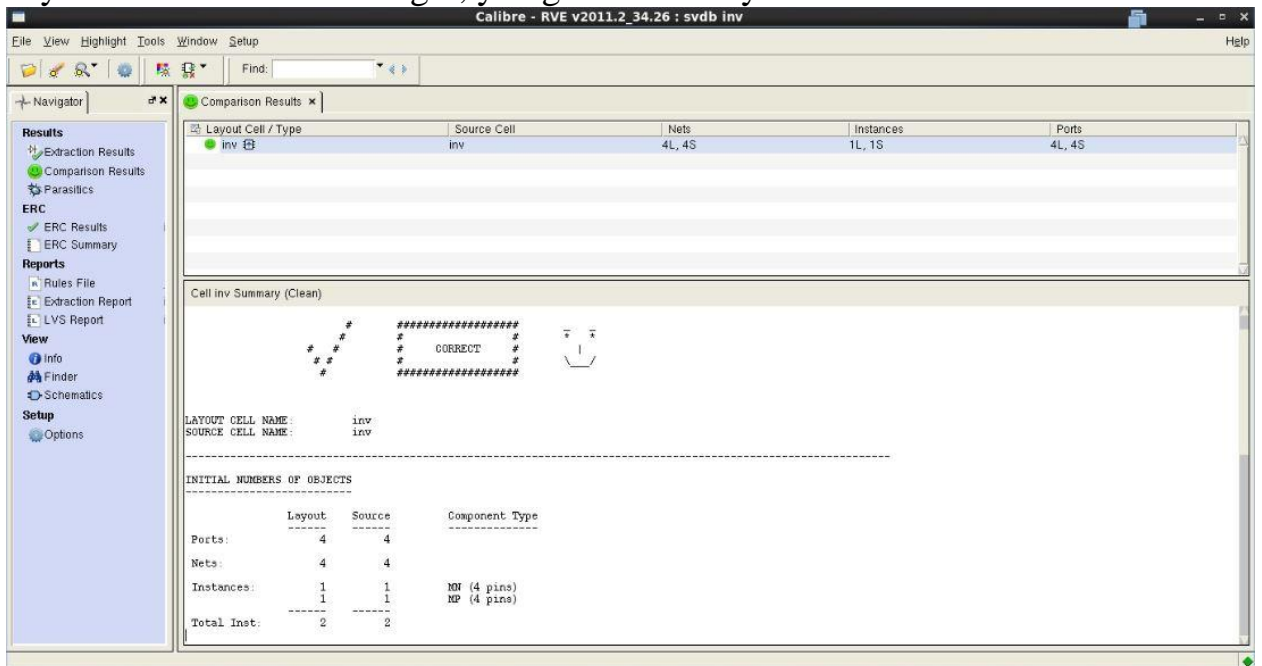 Calibre - RVE v2011.2_34.26 : svdb inv
File View Highlight Tools Window Setup Help
Find:
Navigator
Comparison Results
Results
Extraction Results
Comparison Results
Parasitics
ERC
ERC Results
ERC Summary
Reports
Rules File
Extraction Report
LVS Report
View
Info
Finder
Schematics
Setup
Options
Layout Cell / Type Source Cell Nets Instances Ports
inv inv 4L, 4S 1L, 1S 4L, 4S
Cell inv Summary (Clean)
CORRECT
LAYOUT CELL NAME: inv
SOURCE CELL NAME: inv
INITIAL NUMBERS OF OBJECTS
Layout Source Component Type
Ports: 4 4
Nets: 4 4
Instances: 1 1 MN (4 pins)
1 1 MP (4 pins)
Total Inst: 2 2